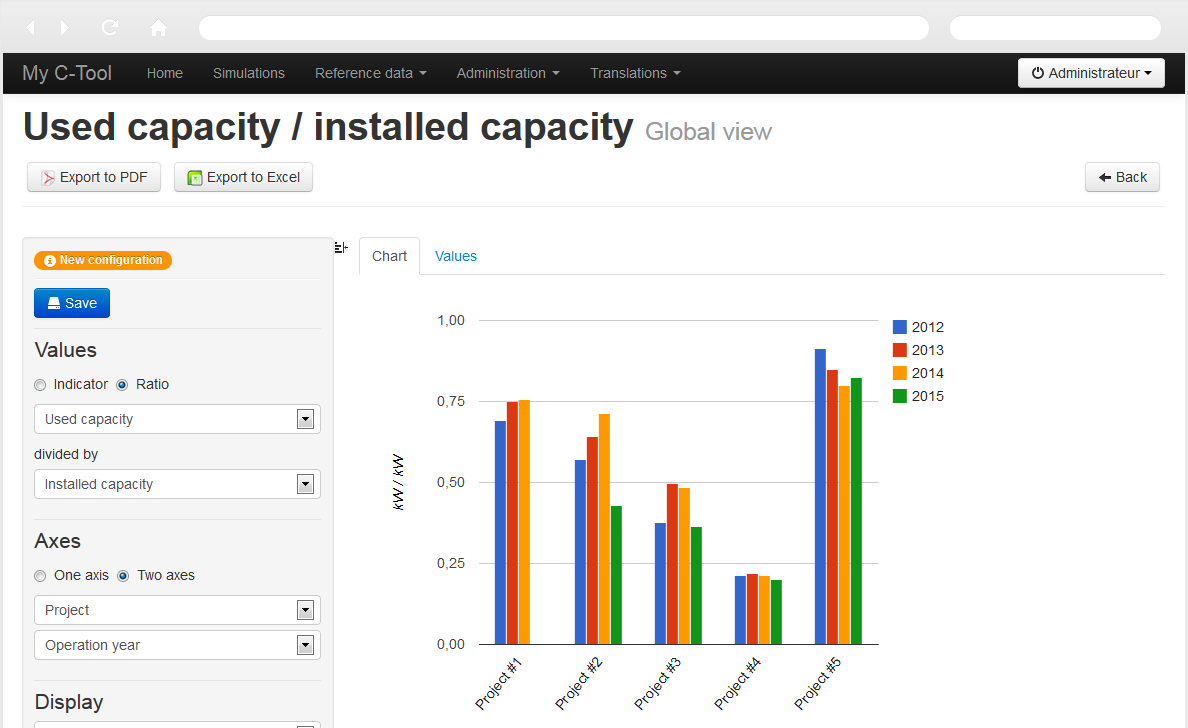 My C-Tool Home Simulations Reference data Administration Translations Administrateur
Used capacity / installed capacity Global view
Export to PDF Export to Excel Back
New configuration
Save
Values
Indicator Ratio
Used capacity
divided by
Installed capacity
Axes
One axis Two axes
Project
Operation year
Display
Chart Values
kW / kW
1,00
0,75
0,50
0,25
0,00
Project #1
Project #2
Project #3
Project #4
Project #5
2012
2013
2014
2015